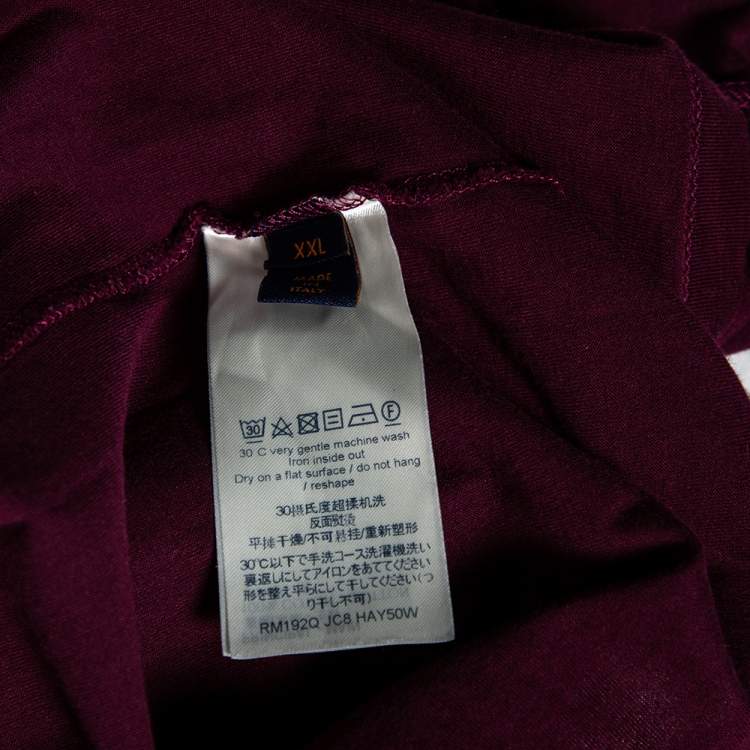 XXL
MADE
IN
ITALY
30
F
30 C very gentle machine wash
Iron inside out
Dry on a flat surface / do not hang
/ reshape
30摄氏度超揉机洗
反面熨烫
平摊干燥/不可悬挂/重新塑形
30℃以下で手洗コース洗濯機洗い
裏返しにしてアイロンをあててください
形を整え平らにして干してください(つ
り干し不可)
RM192Q JC8 HAY50W